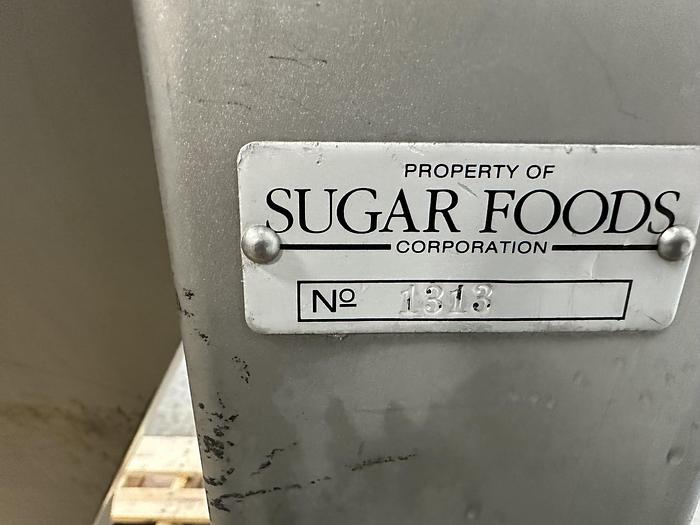 PROPERTY OF
SUGAR FOODS
CORPORATION
Nº 1313